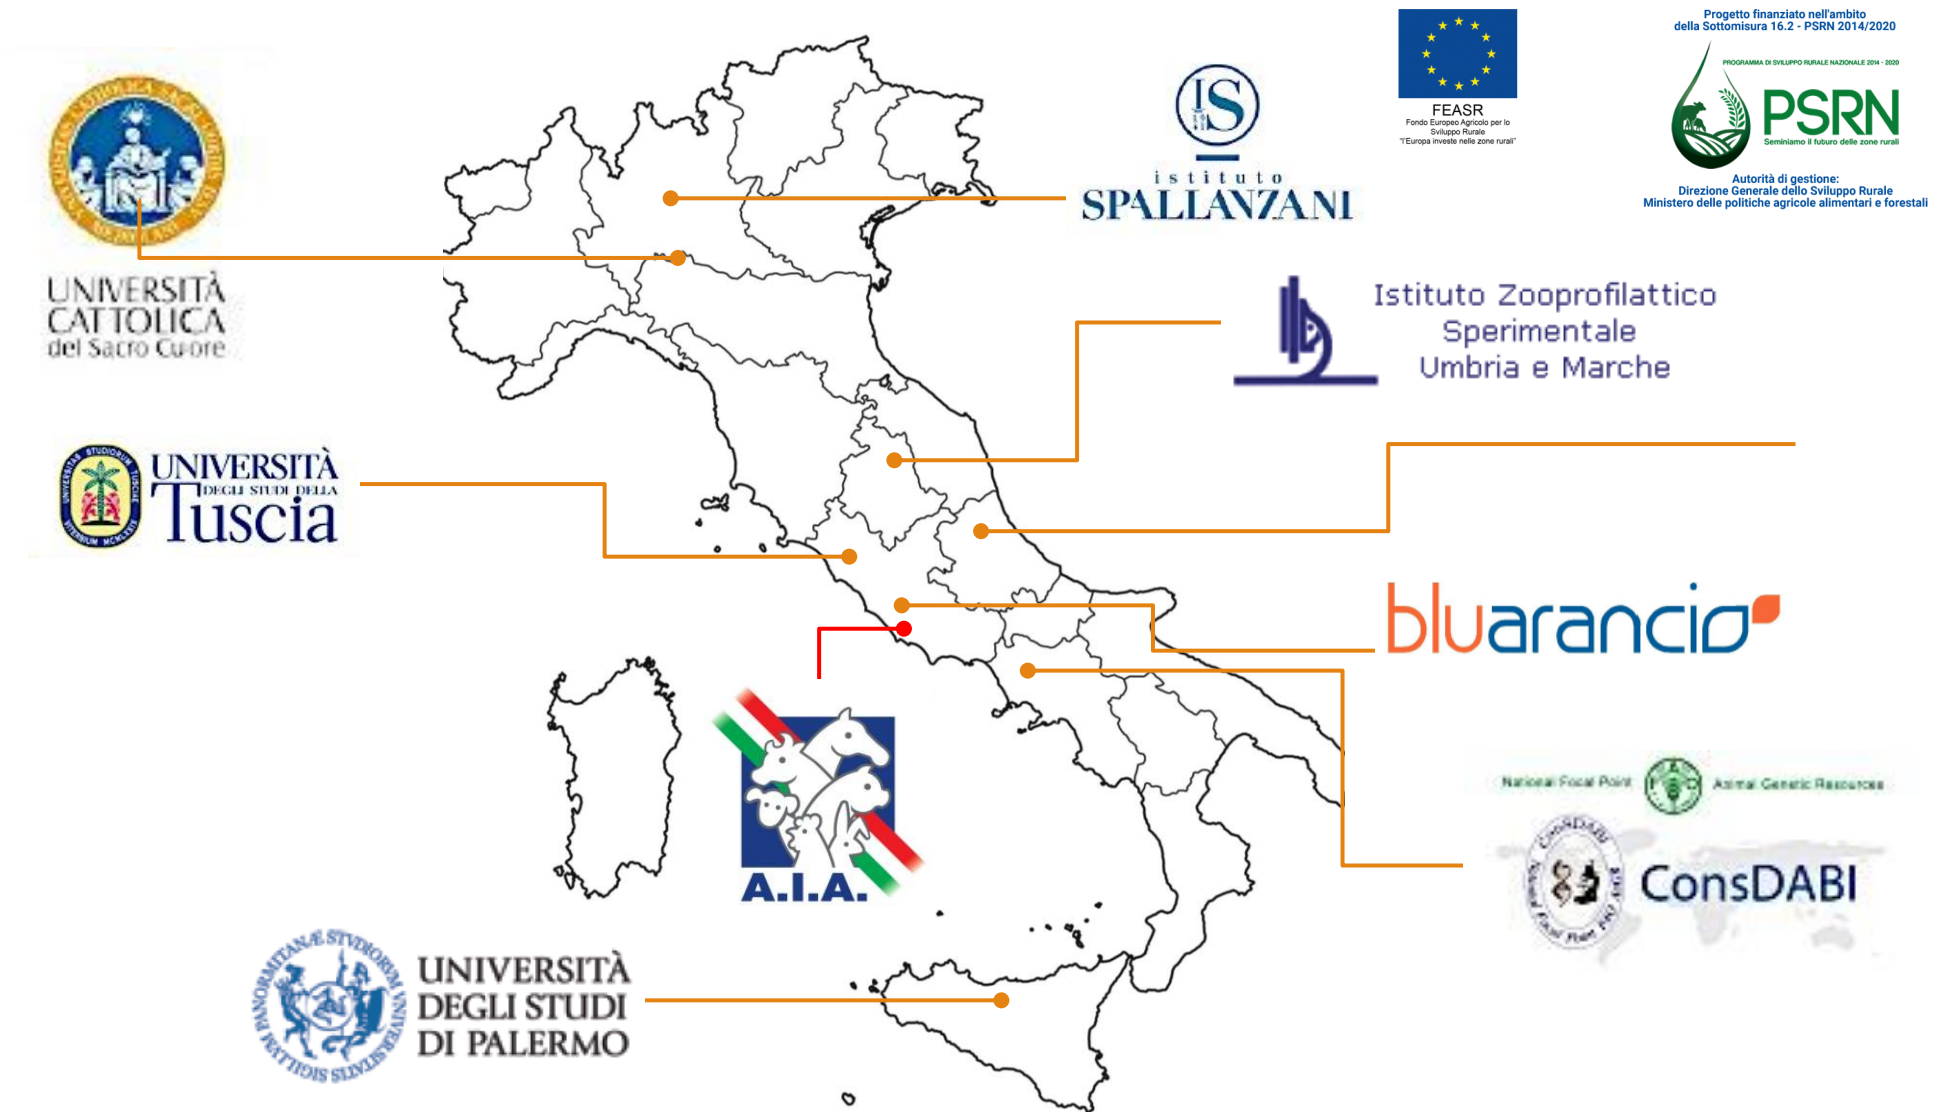 Progetto finanziato nell'ambito
della Sottomisura 16.2 - PSRN 2014/2020
PROGRAMMA DI SVILUPPO RURALE NAZIONALE 2014 - 2020
PSRN
Seminiamo il futuro delle zone rurali
Autorità di gestione:
Direzione Generale dello Sviluppo Rurale
Ministero delle politiche agricole alimentari e forestali
FEASR
Fondo Europeo Agricolo per lo
Sviluppo Rurale
"l'Europa investe nelle zone rurali"
IS
istituto
SPALLANZANI
UNIVERSITÀ
CATTOLICA
del Sacro Cuore
Istituto Zooprofilattico
Sperimentale
Umbria e Marche
UNIVERSITÀ
DEGLI STUDI DELLA
Tuscia
bluarancio
A.I.A.
National Focal Point
Animal Genetic Resources
ConsDABI
UNIVERSITÀ
DEGLI STUDI
DI PALERMO